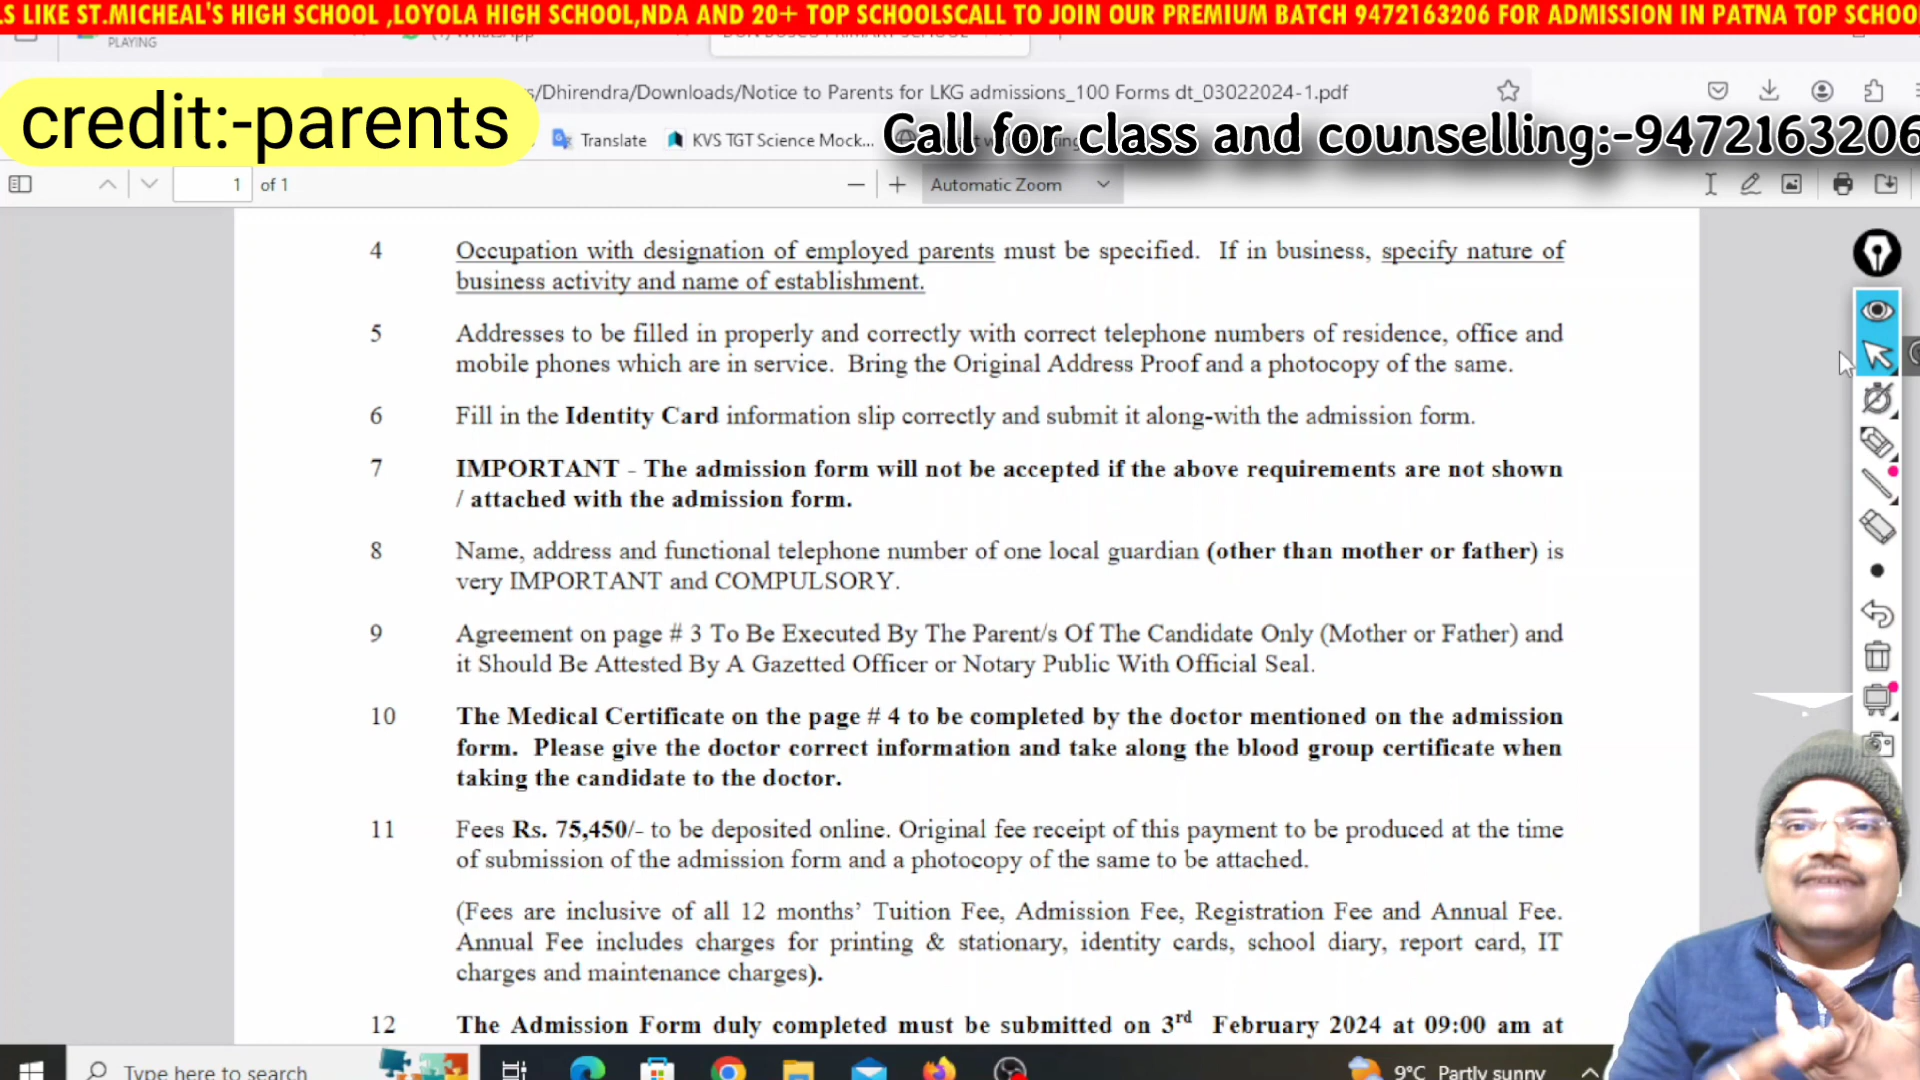 LS LIKE ST.MICHEAL'S HIGH SCHOOL ,LOYOLA HIGH SCHOOL,NDA AND 20+ TOP SCHOOLSCALL TO JOIN OUR PREMIUM BATCH 9472163206 FOR ADMISSION IN PATNA TOP SCHOO
PLAYING
DON BOSCO PRIMARY SCHOOL
credit:-parents
s/Dhirendra/Downloads/Notice to Parents for LKG admissions_100 Forms dt_03022024-1.pdf
Translate
KVS TGT Science Mock...
Call for class and counselling:-9472163206
1 of 1
Automatic Zoom
4 Occupation with designation of employed parents must be specified. If in business, specify nature of
business activity and name of establishment.
5 Addresses to be filled in properly and correctly with correct telephone numbers of residence, office and
mobile phones which are in service. Bring the Original Address Proof and a photocopy of the same.
6 Fill in the Identity Card information slip correctly and submit it along-with the admission form.
7 IMPORTANT - The admission form will not be accepted if the above requirements are not shown
/ attached with the admission form.
8 Name, address and functional telephone number of one local guardian (other than mother or father) is
very IMPORTANT and COMPULSORY.
9 Agreement on page # 3 To Be Executed By The Parent/s Of The Candidate Only (Mother or Father) and
it Should Be Attested By A Gazetted Officer or Notary Public With Official Seal.
10 The Medical Certificate on the page # 4 to be completed by the doctor mentioned on the admission
form. Please give the doctor correct information and take along the blood group certificate when
taking the candidate to the doctor.
11 Fees Rs. 75,450/- to be deposited online. Original fee receipt of this payment to be produced at the time
of submission of the admission form and a photocopy of the same to be attached.
(Fees are inclusive of all 12 months’ Tuition Fee, Admission Fee, Registration Fee and Annual Fee.
Annual Fee includes charges for printing & stationary, identity cards, school diary, report card, IT
charges and maintenance charges).
12 The Admission Form duly completed must be submitted on 3rd February 2024 at 09:00 am at
Type here to search
9°C Partly sunny